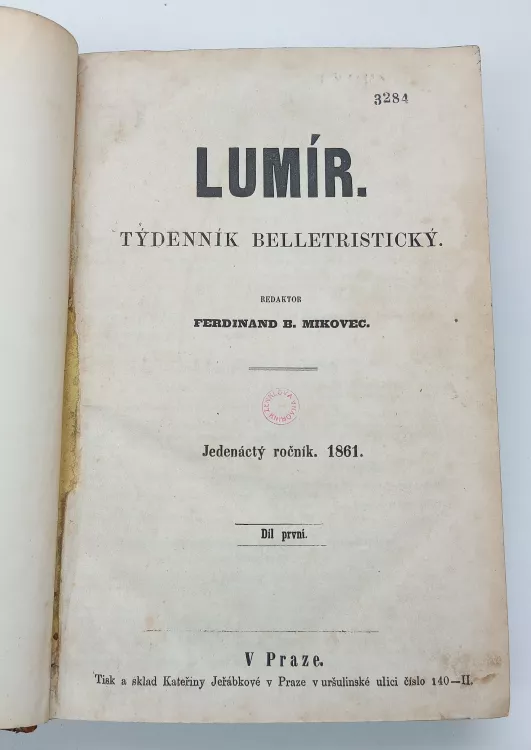 3284
LUMÍR.
TÝDENNÍK BELLETRISTICKÝ.
REDAKTOR
FERDINAND B. MIKOVEC.
Jedenáctý ročník. 1861.
Díl první.
V Praze.
Tisk a sklad Kateřiny Jeřábkové v Praze v uršulinské ulici číslo 140—II.